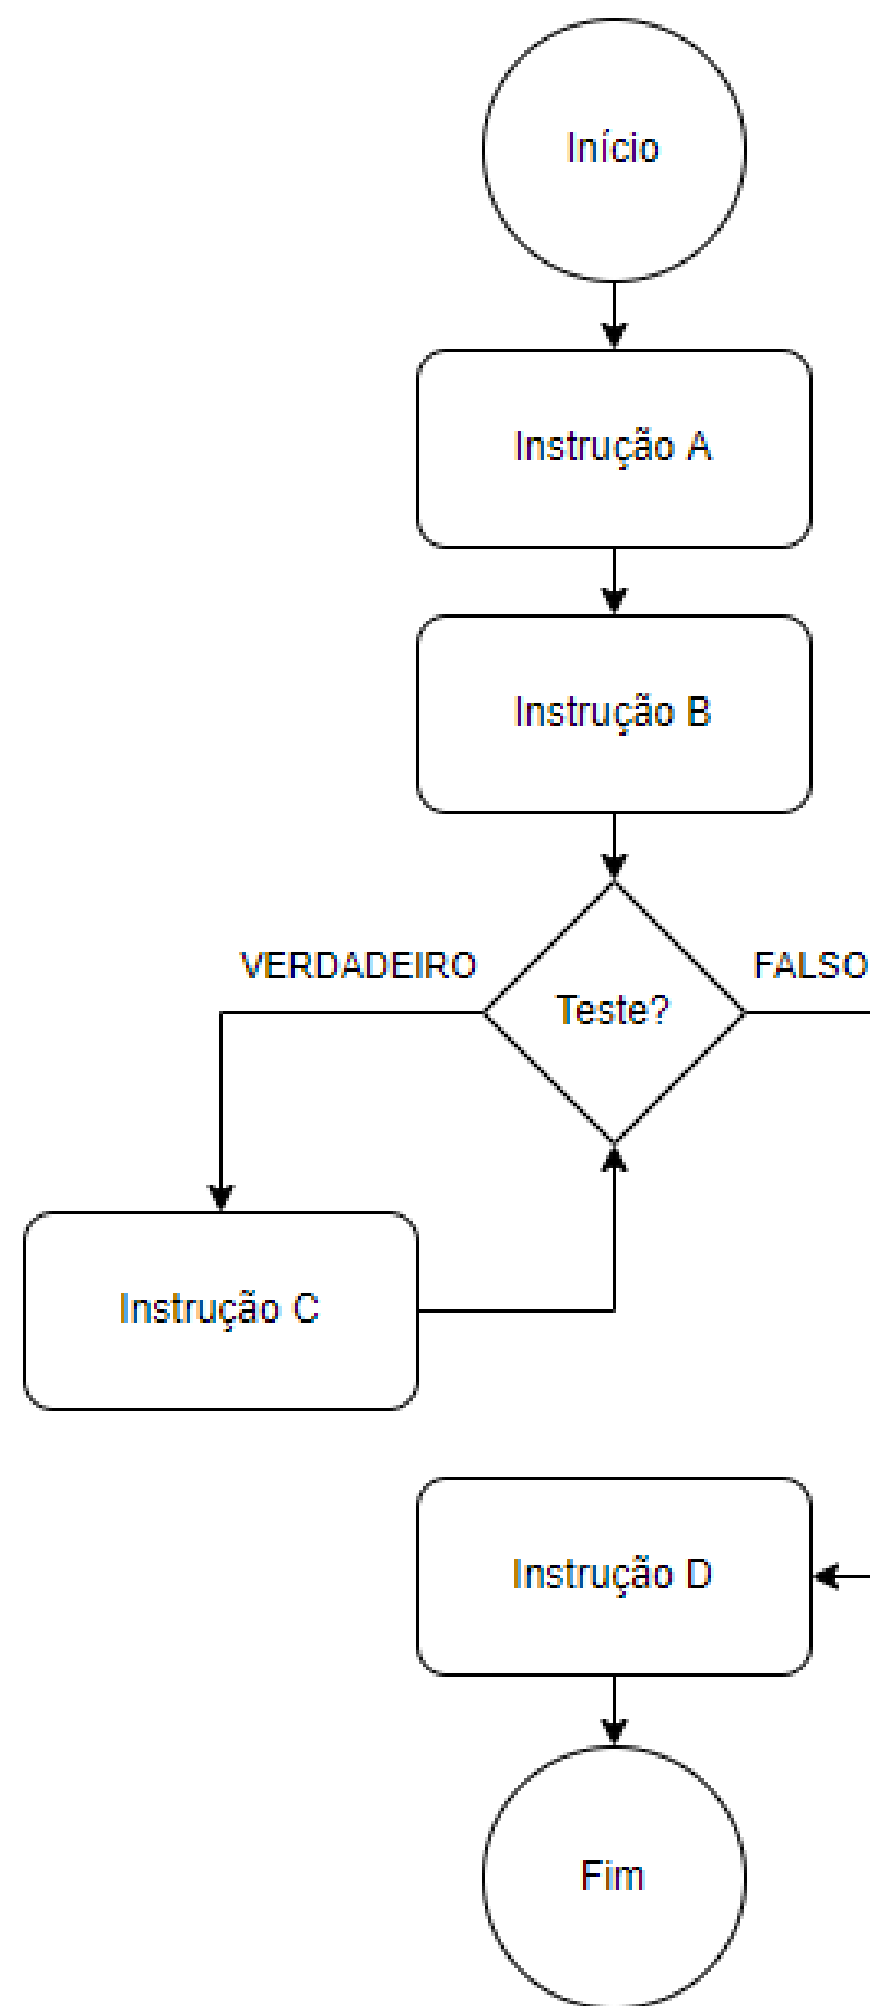 Início
Instrução A
Instrução B
VERDADEIRO
FALSO
Teste?
Instrução C
Instrução D
Fim